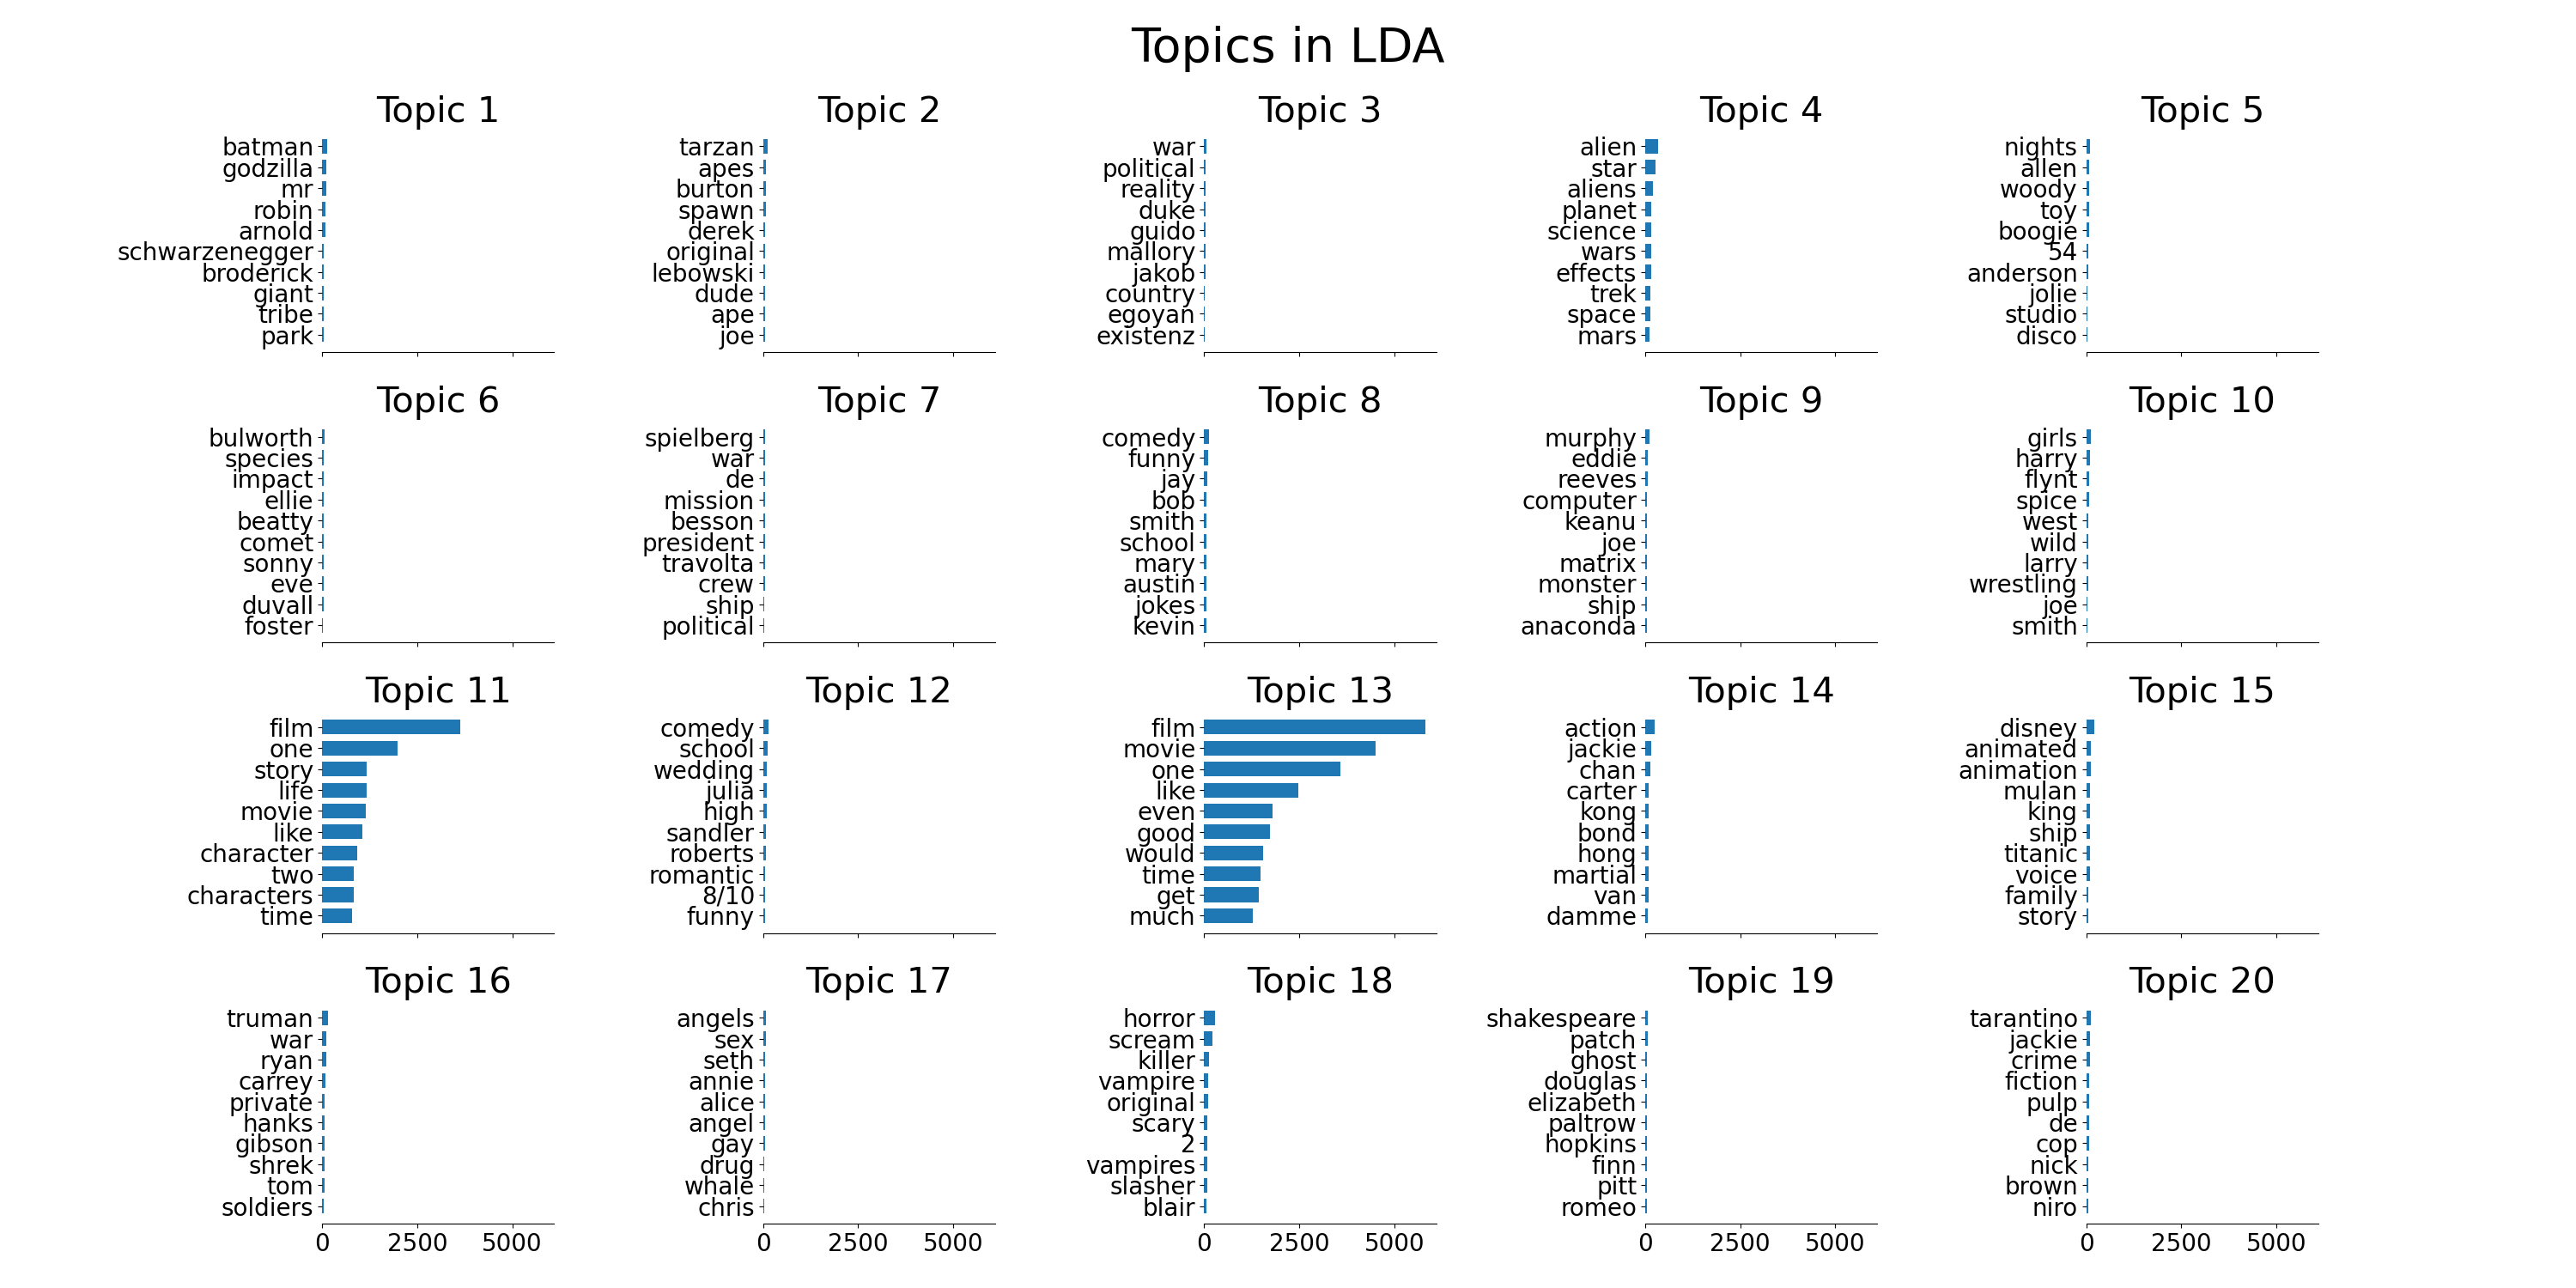 Topics in LDA
Topic 1
batman
godzilla
mr
robin
arnold
schwarzenegger
broderick
giant
tribe
park
Topic 2
tarzan
apes
burton
spawn
derek
original
lebowski
dude
ape
joe
Topic 3
war
political
reality
duke
guido
mallory
jakob
country
egoyan
existenz
Topic 4
alien
star
aliens
planet
science
wars
effects
trek
space
mars
Topic 5
nights
allen
woody
toy
boogie
54
anderson
jolie
studio
disco
Topic 6
bulworth
species
impact
ellie
beatty
comet
sonny
eve
duvall
foster
Topic 7
spielberg
war
de
mission
besson
president
travolta
crew
ship
political
Topic 8
comedy
funny
jay
bob
smith
school
mary
austin
jokes
kevin
Topic 9
murphy
eddie
reeves
computer
keanu
joe
matrix
monster
ship
anaconda
Topic 10
girls
harry
flynt
spice
west
wild
larry
wrestling
joe
smith
Topic 11
film
one
story
life
movie
like
character
two
characters
time
Topic 12
comedy
school
wedding
julia
high
sandler
roberts
romantic
8/10
funny
Topic 13
film
movie
one
like
even
good
would
time
get
much
Topic 14
action
jackie
chan
carter
kong
bond
hong
martial
van
damme
Topic 15
disney
animated
animation
mulan
king
ship
titanic
voice
family
story
Topic 16
truman
war
ryan
carrey
private
hanks
gibson
shrek
tom
soldiers
0 2500 5000
Topic 17
angels
sex
seth
annie
alice
angel
gay
drug
whale
chris
0 2500 5000
Topic 18
horror
scream
killer
vampire
original
scary
2
vampires
slasher
blair
0 2500 5000
Topic 19
shakespeare
patch
ghost
douglas
elizabeth
paltrow
hopkins
finn
pitt
romeo
0 2500 5000
Topic 20
tarantino
jackie
crime
fiction
pulp
de
cop
nick
brown
niro
0 2500 5000